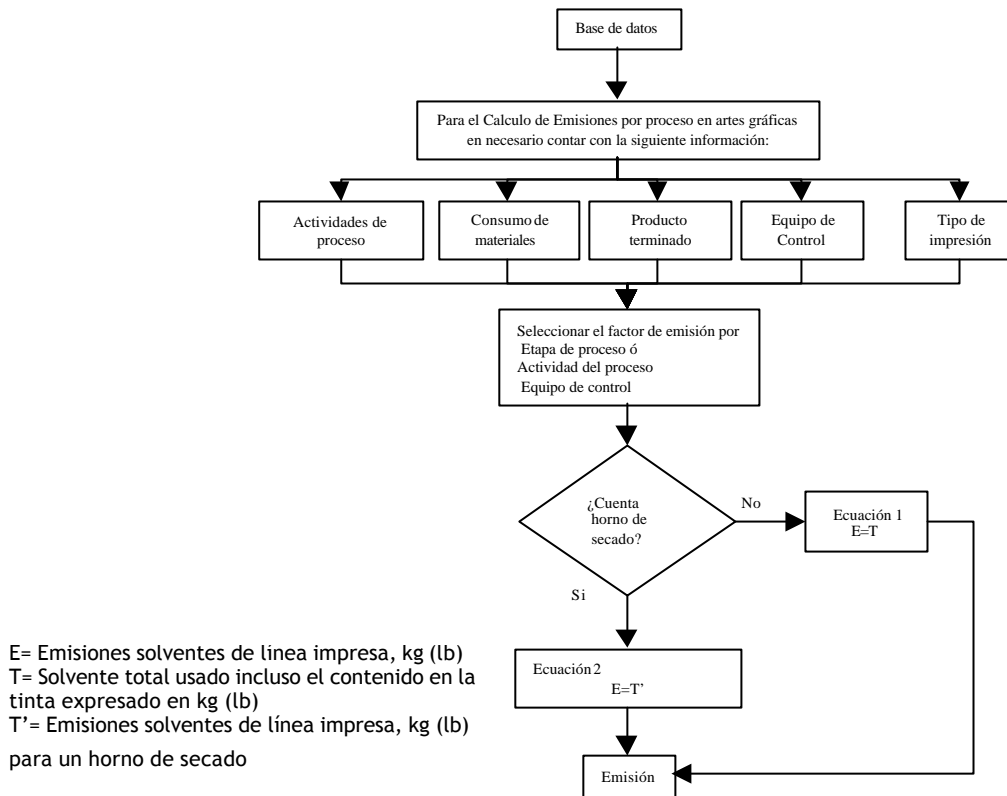 Base de datos
Para el Calculo de Emisiones por proceso en artes gráficas
en necesario contar con la siguiente información:
Actividades de
proceso
Consumo de
materiales
Producto
terminado
Equipo de
Control
Tipo de
impresión
Seleccionar el factor de emisión por
Etapa de proceso ó
Actividad del proceso
Equipo de control
¿Cuenta
horno de
secado?
No
Ecuación 1
E=T
Si
Ecuación 2
E=T’
Emisión
E= Emisiones solventes de linea impresa, kg (lb)
T= Solvente total usado incluso el contenido en la
tinta expresado en kg (lb)
T’= Emisiones solventes de línea impresa, kg (lb)
para un horno de secado